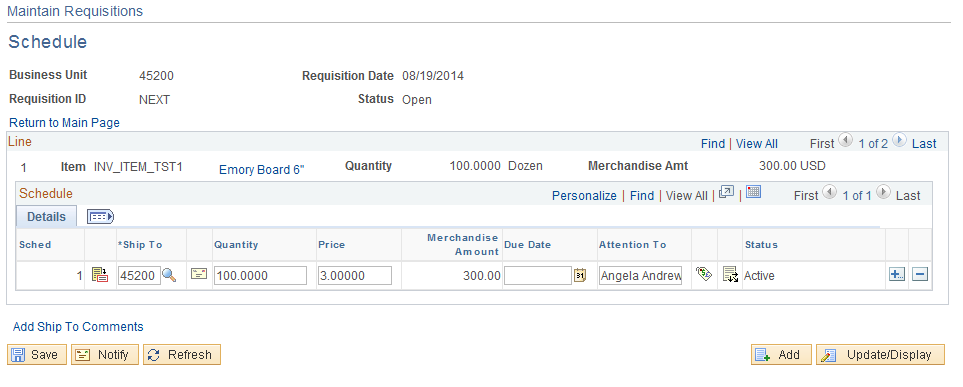 Maintain Requisitions
Schedule
Business Unit 45200 Requisition Date 08/19/2014
Requisition ID NEXT Status Open
Return to Main Page
Line Find | View All First 1 of 2 Last
1 Item INV_ITEM_TST1 Emory Board 6" Quantity 100.0000 Dozen Merchandise Amt 300.00 USD
Schedule Personalize | Find | View All | | First 1 of 1 Last
Details
Sched *Ship To Quantity Price Merchandise Amount Due Date Attention To Status
1 45200 100.0000 3.00000 300.00 31 Angela Andrew Active
Add Ship To Comments
Save Notify Refresh Add Update/Display